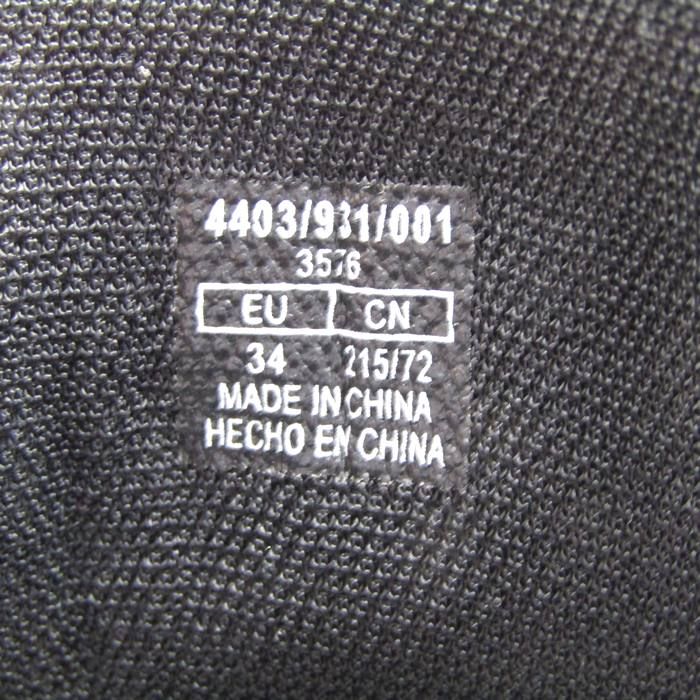 4403/931/001
3576
EU CN
34 215/72
MADE IN CHINA
HECHO EN CHINA